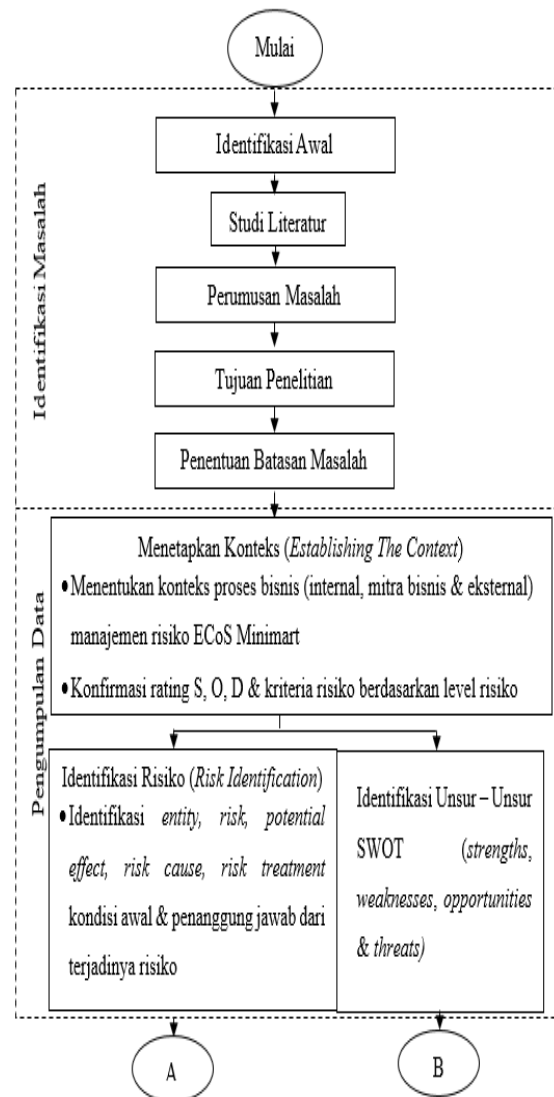 Mulai
Identifikasi Masalah
Identifikasi Awal
Studi Literatur
Perumusan Masalah
Tujuan Penelitian
Penentuan Batasan Masalah
Pengumpulan Data
Menetapkan Konteks (Establishing The Context)
• Menentukan konteks proses bisnis (internal, mitra bisnis & eksternal)
manajemen risiko ECoS Minimart
• Konfirmasi rating S, O, D & kriteria risiko berdasarkan level risiko
Identifikasi Risiko (Risk Identification)
• Identifikasi entity, risk, potential
effect, risk cause, risk treatment
kondisi awal & penanggung jawab dari
terjadinya risiko
Identifikasi Unsur – Unsur
SWOT (strengths,
weaknesses, opportunities
& threats)
A
B